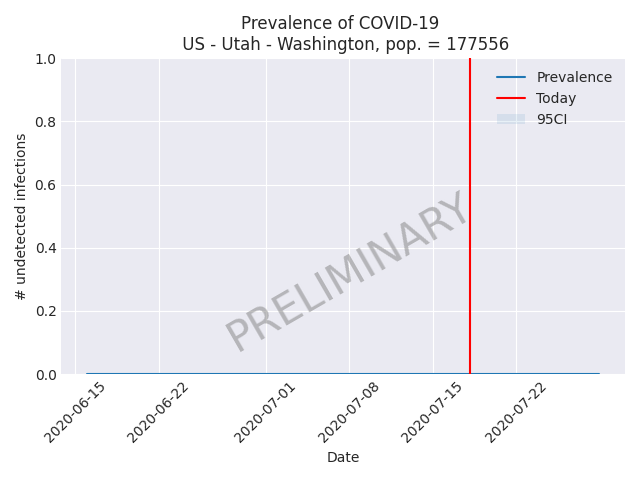 Prevalence of COVID-19
US - Utah - Washington, pop. = 177556
Prevalence
Today
95CI
1.0
0.8
0.6
0.4
0.2
0.0
# undetected infections
PRELIMINARY
2020-06-15
2020-06-22
2020-07-01
2020-07-08
2020-07-15
2020-07-22
Date